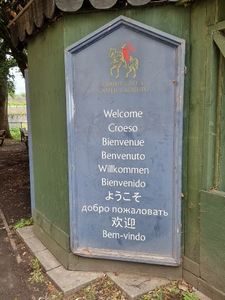 Welcome
Croeso
Bienvenue
Benvenuto
Willkommen
Bienvenido
ようこそ
добро пожаловать
欢迎
Bem-vindo